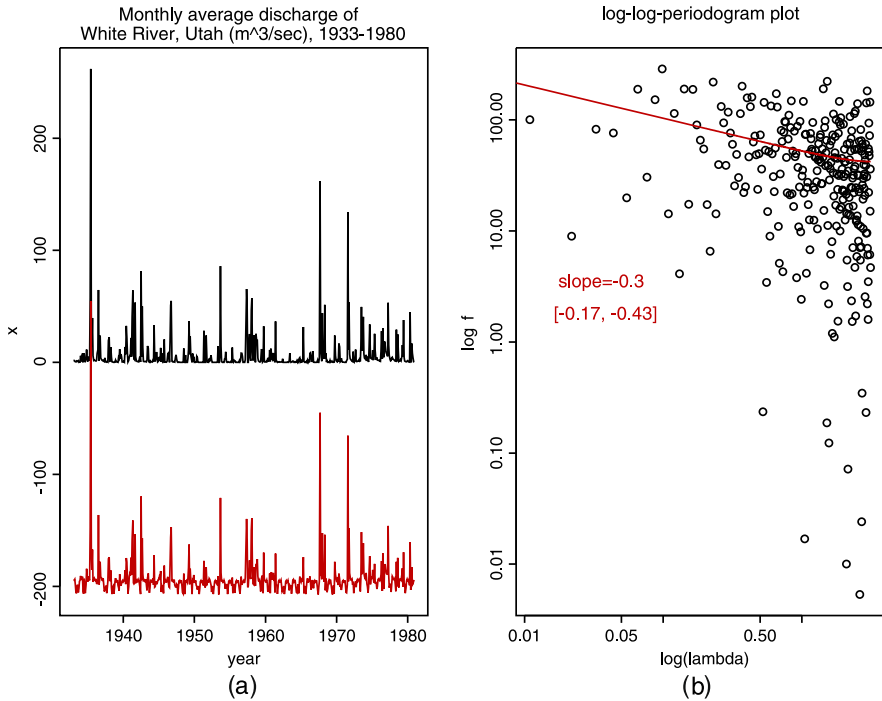 Monthly average discharge of
White River, Utah (m^3/sec), 1933-1980
x
200
100
0
-100
-200
1940
1950
1960
1970
1980
year
(a)
log-log-periodogram plot
log f
100.00
10.00
1.00
0.10
0.01
slope=-0.3
[-0.17, -0.43]
0.01
0.05
0.50
log(lambda)
(b)